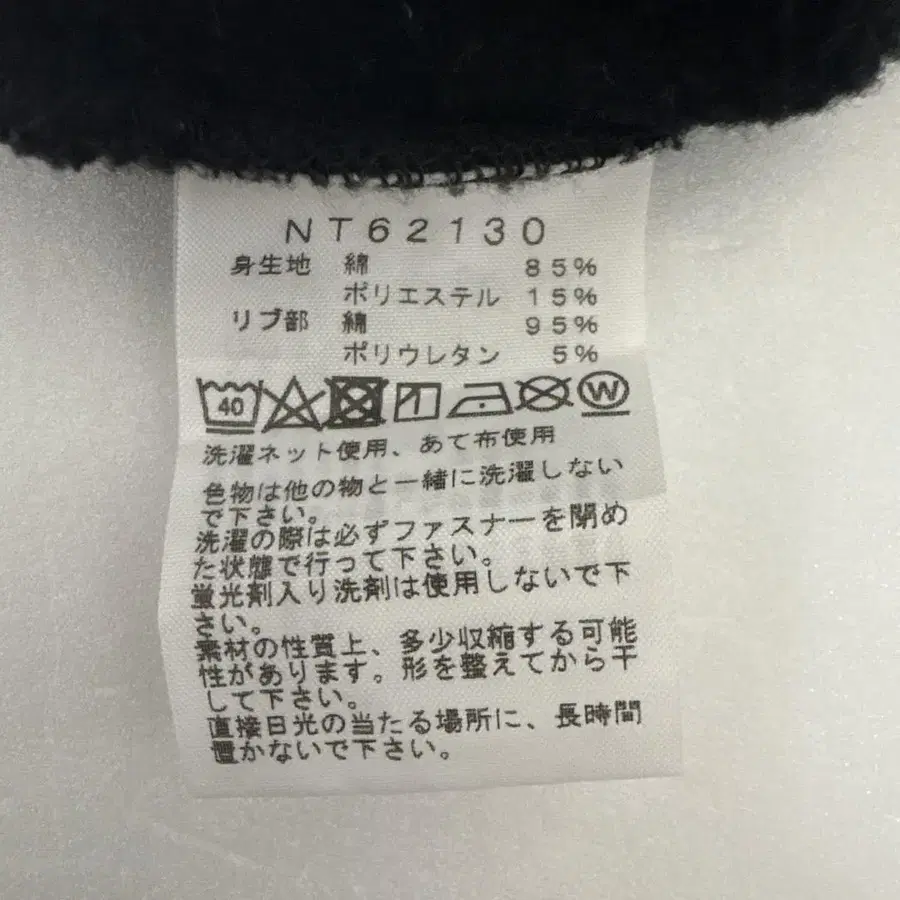 NT62130
身生地 綿 85%
ポリエステル 15%
リブ部 綿 95%
ポリウレタン 5%
40 W
洗濯ネット使用、あて布使用
色物は他の物と一緒に洗濯しない
で下さい。
洗濯の際は必ずファスナーを閉め
た状態で行って下さい。
蛍光剤入り洗剤は使用しないで下
さい。
素材の性質上、多少収縮する可能
性があります。形を整えてから干
して下さい。
直接日光の当たる場所に、長時間
置かないで下さい。